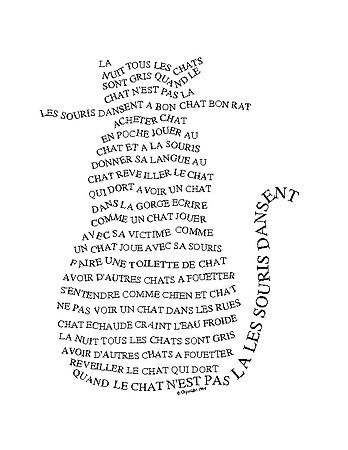 LA
NUIT TOUS LES CHATS
SONT GRIS QUAND LE
CHAT N'EST PAS LA
LES SOURIS DANSENT A BON CHAT BON RAT
ACHETER CHAT
EN POCHE JOUER AU
CHAT ET A LA SOURIS
DONNER SA LANGUE AU
CHAT REVEILLER LE CHAT
QUI DORT AVOIR UN CHAT
DANS LA GORGE ECRIRE
COMME UN CHAT JOUER
AVEC SA VICTIME COMME
UN CHAT JOUE AVEC SA SOURIS
FAIRE UNE TOILETTE DE CHAT
AVOIR D'AUTRES CHATS A FOUETTER
S'ENTENDRE COMME CHIEN ET CHAT
NE PAS VOIR UN CHAT DANS LES RUES
CHAT ECHAUDE CRAINT L'EAU FROIDE
LA NUIT TOUS LES CHATS SONT GRIS
AVOIR D'AUTRES CHATS A FOUETTER
REVEILLER LE CHAT QUI DORT
QUAND LE CHAT N'EST PAS LA LES SOURIS DANSENT